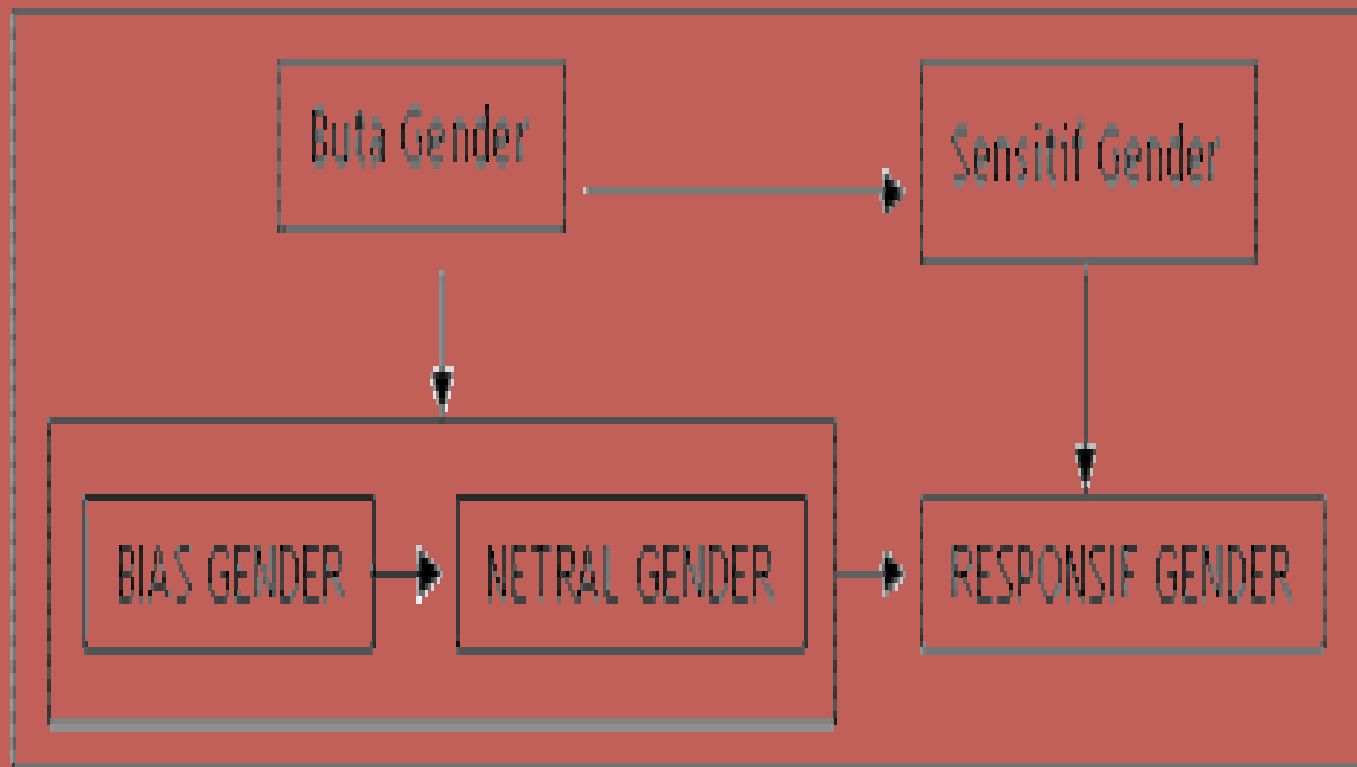 Buta Gender
Sensitif Gender
BIAS GENDER
NETRAL GENDER
RESPONSIF GENDER